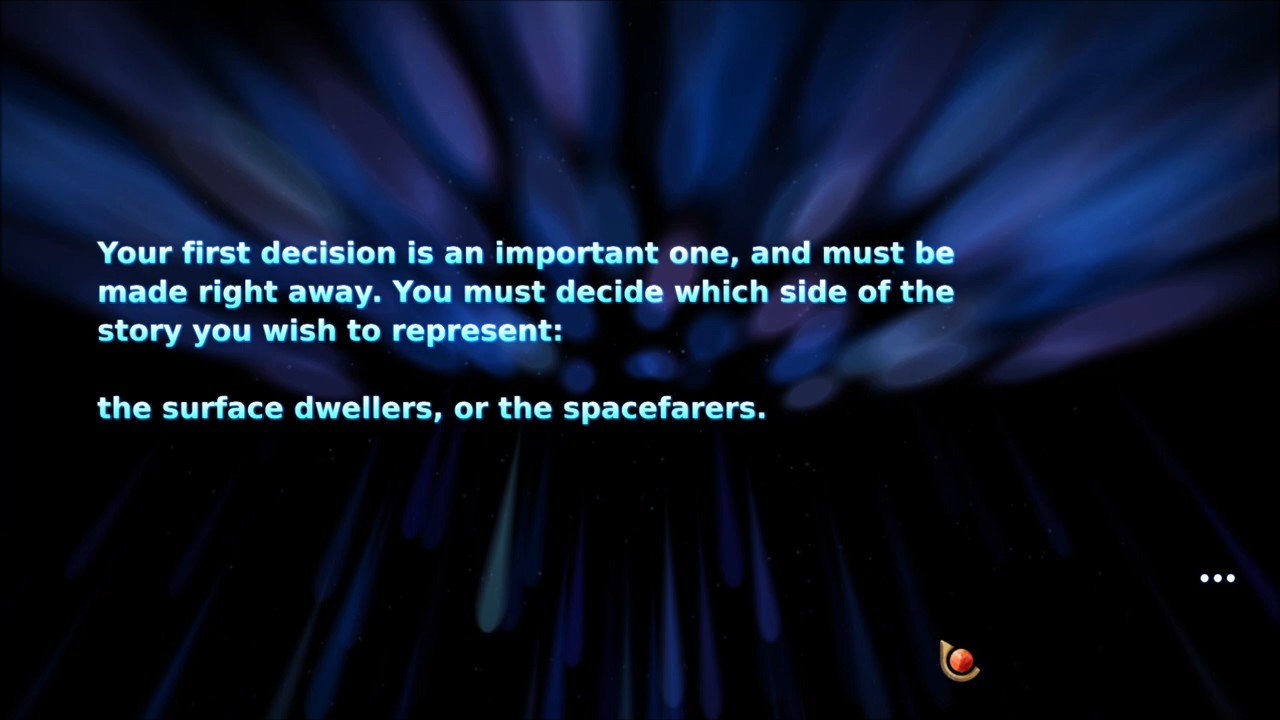 Your first decision is an important one, and must be
made right away. You must decide which side of the
story you wish to represent:
the surface dwellers, or the spacefarers.
...